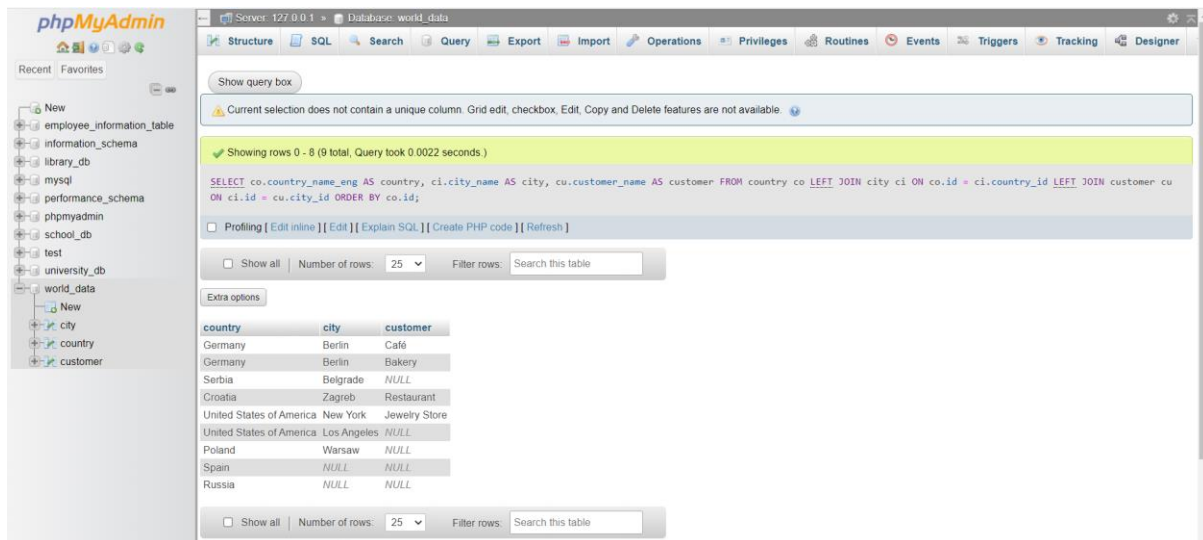 phpMyAdmin
Recent Favorites
New
employee_information_table
information_schema
library_db
mysql
performance_schema
phpmyadmin
school_db
test
university_db
world_data
New
city
country
customer
Server: 127.0.0.1 » Database: world_data
Structure SQL Search Query Export Import Operations Privileges Routines Events Triggers Tracking Designer
Show query box
Current selection does not contain a unique column. Grid edit, checkbox, Edit, Copy and Delete features are not available.
Showing rows 0 - 8 (9 total, Query took 0.0022 seconds.)
SELECT co.country_name_eng AS country, ci.city_name AS city, cu.customer_name AS customer FROM country co LEFT JOIN city ci ON co.id = ci.country_id LEFT JOIN customer cu
ON ci.id = cu.city_id ORDER BY co.id;
Profiling [ Edit inline ] [ Edit ] [ Explain SQL ] [ Create PHP code ] [ Refresh ]
Show all | Number of rows: 25 Filter rows: Search this table
Extra options
country city customer
Germany Berlin Café
Germany Berlin Bakery
Serbia Belgrade NULL
Croatia Zagreb Restaurant
United States of America New York Jewelry Store
United States of America Los Angeles NULL
Poland Warsaw NULL
Spain NULL NULL
Russia NULL NULL
Show all | Number of rows: 25 Filter rows: Search this table